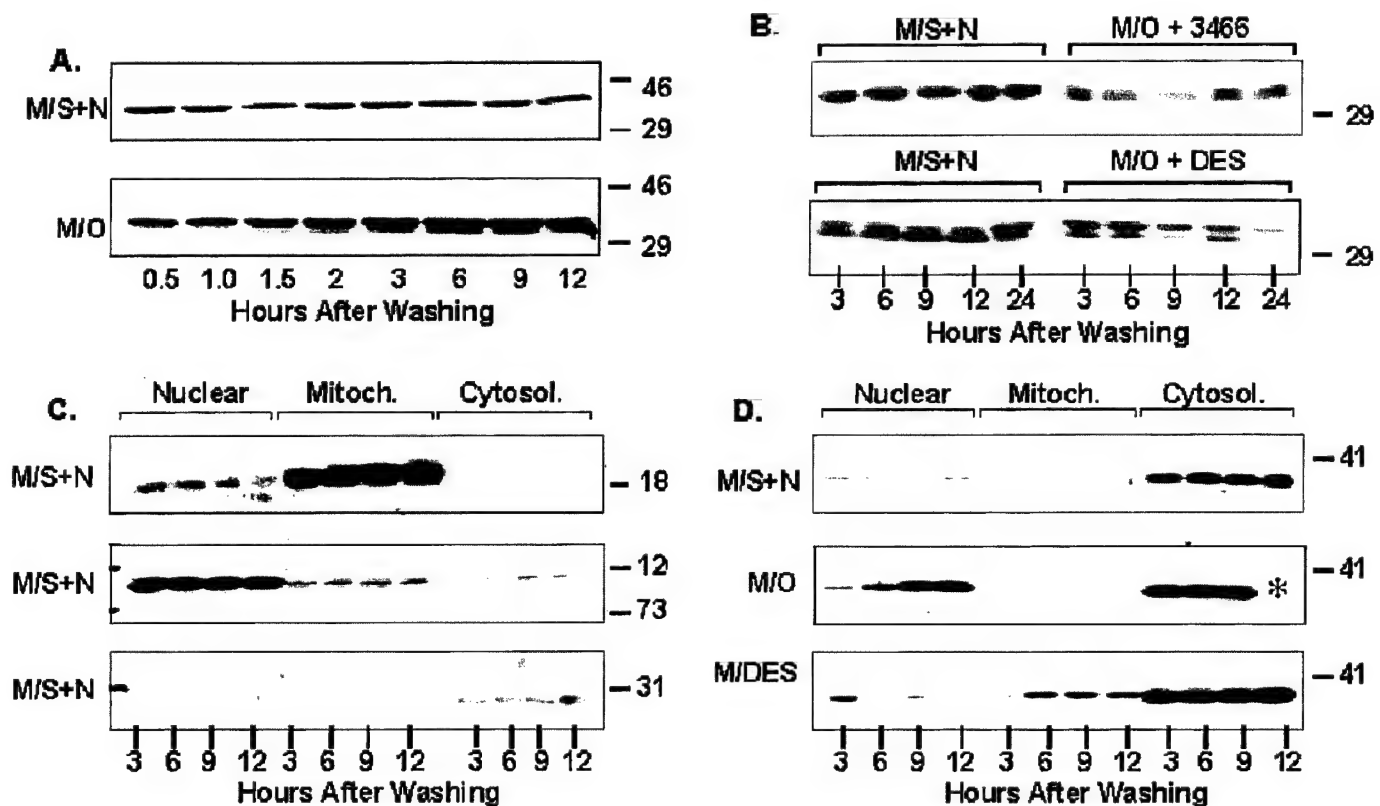 A.
M/S+N
46
29
M/O
46
29
0.5 1.0 1.5 2 3 6 9 12
Hours After Washing
B.
M/S+N M/O + 3466
29
M/S+N M/O + DES
29
3 6 9 12 24 3 6 9 12 24
Hours After Washing
C.
Nuclear Mitoch. Cytosol.
M/S+N
18
M/S+N
12
73
M/S+N
31
3 6 9 12 3 6 9 12 3 6 9 12
Hours After Washing
D.
Nuclear Mitoch. Cytosol.
M/S+N
41
M/O
41
*
M/DES
41
3 6 9 12 3 6 9 12 3 6 9 12
Hours After Washing